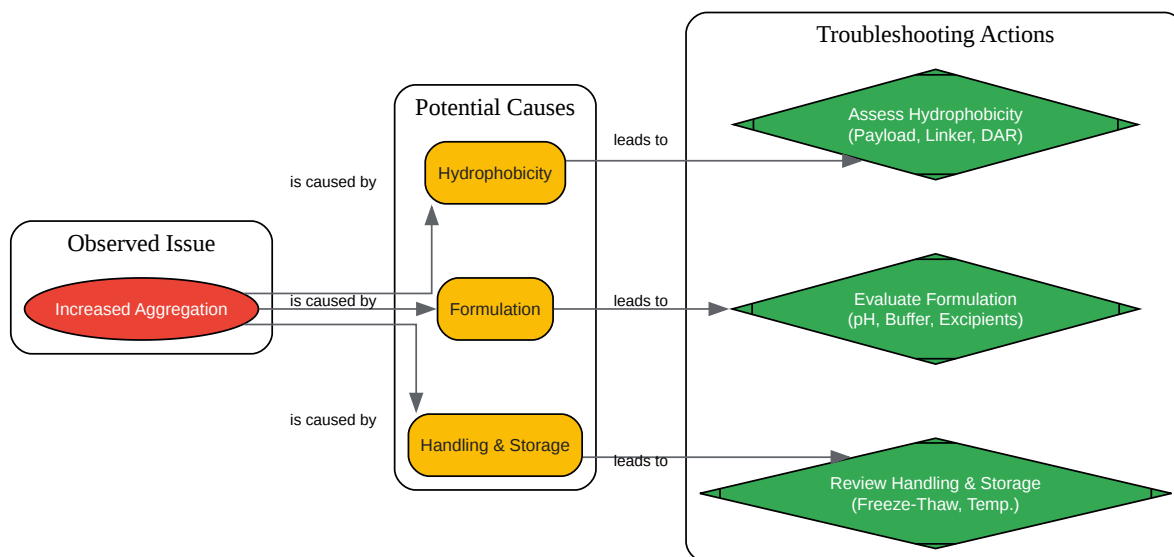 Troubleshooting Actions
Potential Causes
Observed Issue
Increased Aggregation
is caused by
is caused by
is caused by
Hydrophobicity
Formulation
Handling & Storage
leads to
leads to
leads to
Assess Hydrophobicity
(Payload, Linker, DAR)
Evaluate Formulation
(pH, Buffer, Excipients)
Review Handling & Storage
(Freeze-Thaw, Temp.)